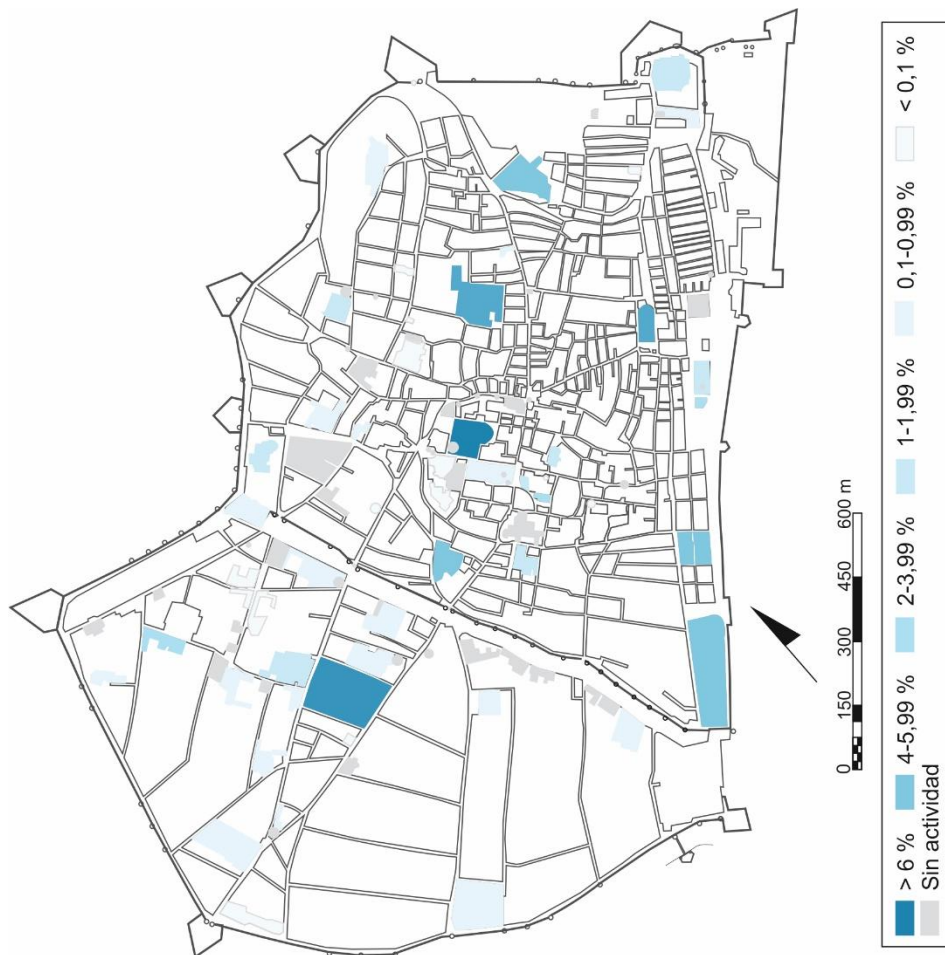 0 150 300 450 600 m
> 6 % 4-5,99 % 2-3,99 % 1-1,99 % 0,1-0,99 % < 0,1 %
Sin actividad